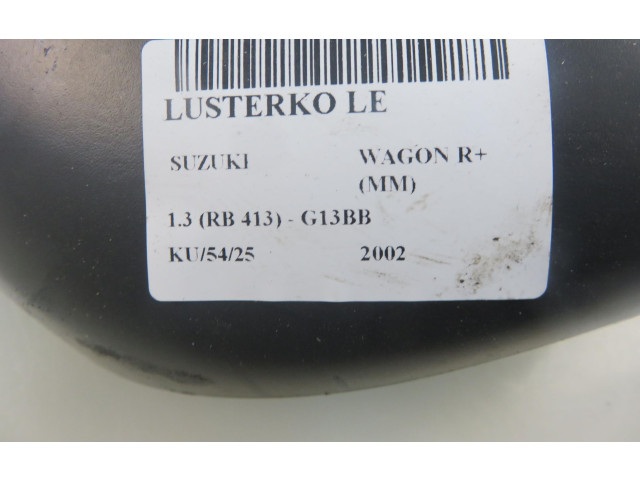 LUSTERKO LE
SUZUKI WAGON R+
(MM)
1.3 (RB 413) - G13BB
KU/54/25 2002